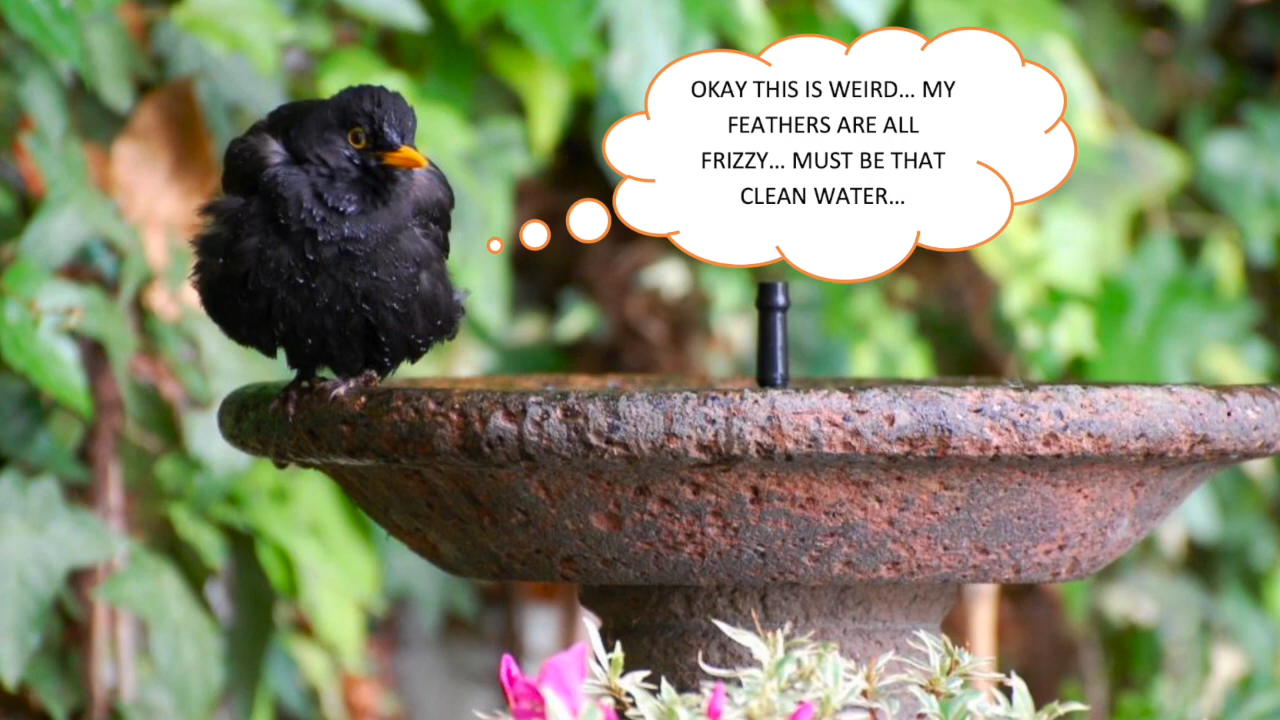 OKAY THIS IS WEIRD... MY
FEATHERS ARE ALL
FRIZZY... MUST BE THAT
CLEAN WATER...